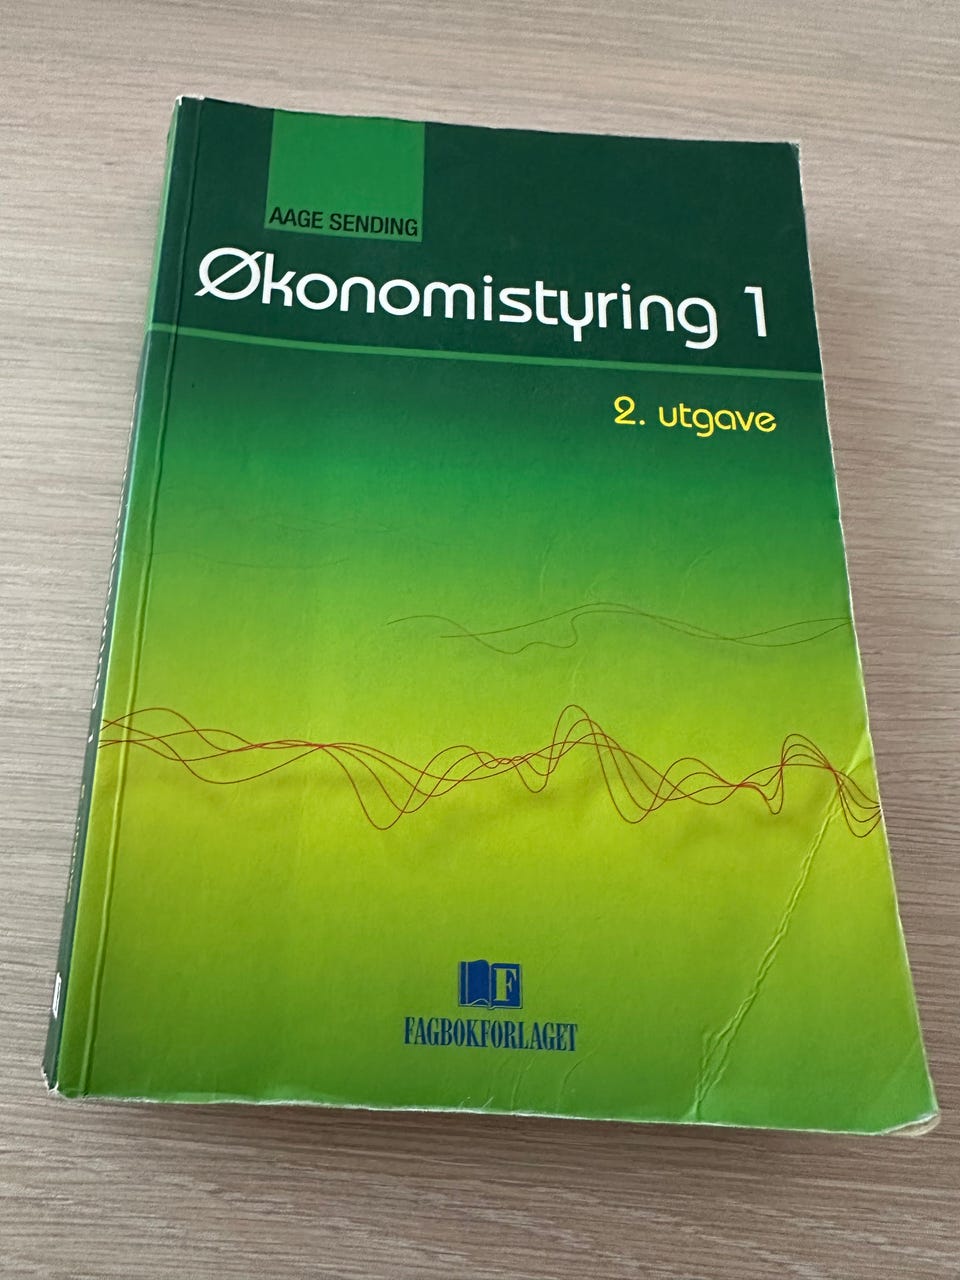 AAGE SENDING
Økonomistyring 1
2. utgave
F
FAGBOKFORLAGET